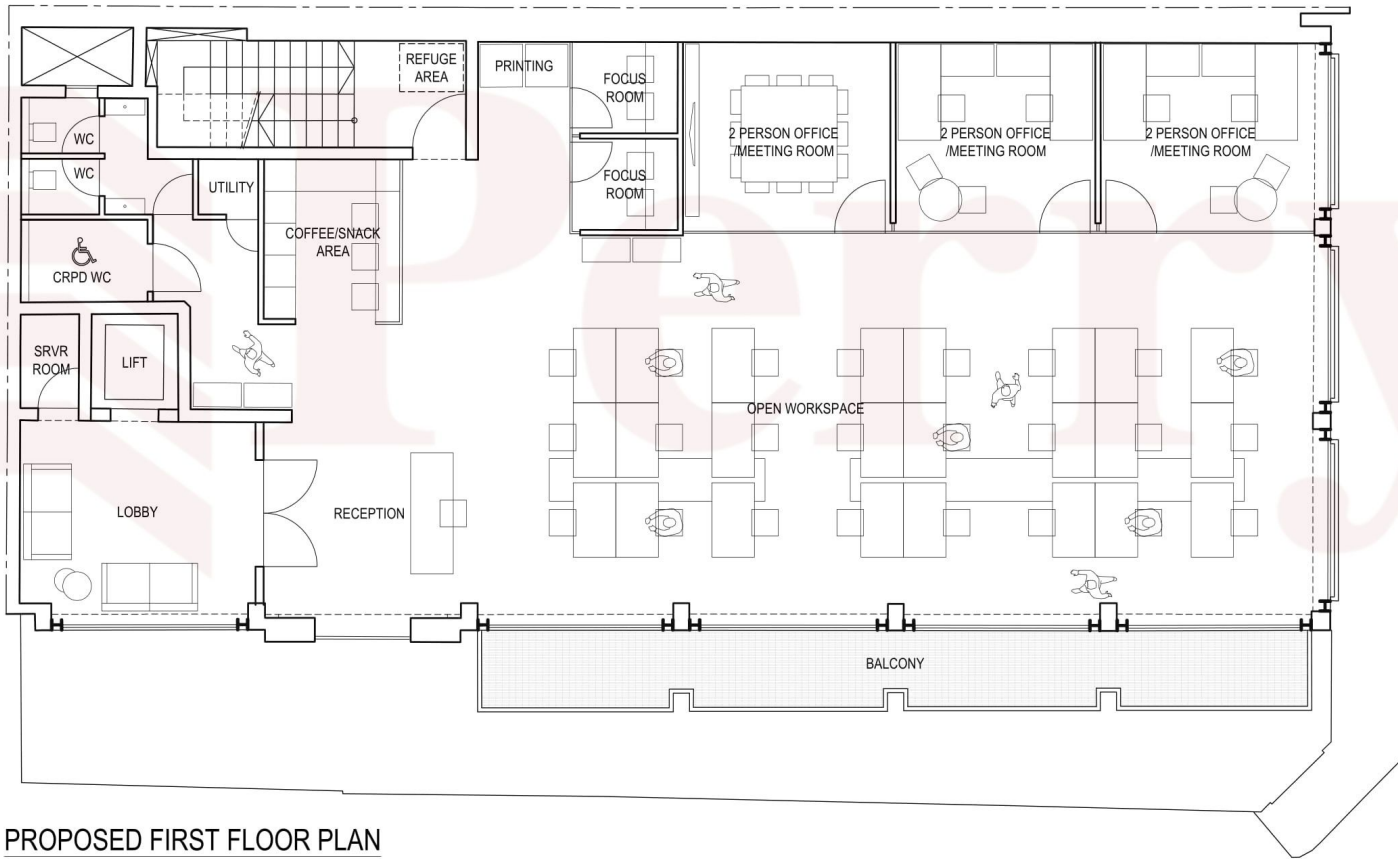 REFUGE
AREA
PRINTING
FOCUS
ROOM
2 PERSON OFFICE
/MEETING ROOM
2 PERSON OFFICE
/MEETING ROOM
2 PERSON OFFICE
/MEETING ROOM
WC
WC
UTILITY
FOCUS
ROOM
COFFEE/SNACK
AREA
CRPD WC
SRVR
ROOM
LIFT
OPEN WORKSPACE
LOBBY
RECEPTION
BALCONY
PROPOSED FIRST FLOOR PLAN
Perry